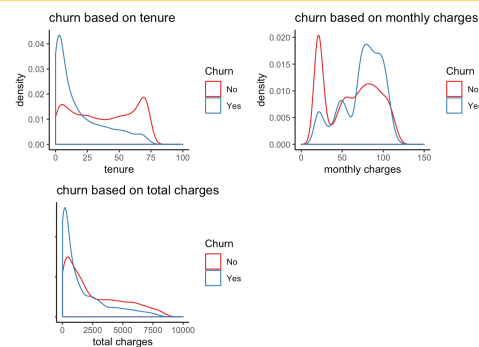 churn based on tenure
0.04
0.03
0.02
0.01
0.00
density
0 25 50 75 100
tenure
Churn
No
Yes
churn based on monthly charges
0.020
0.015
0.010
0.005
0.000
density
0 50 100 150
monthly charges
Churn
No
Yes
churn based on total charges
0 2500 5000 7500 10000
total charges
Churn
No
Yes